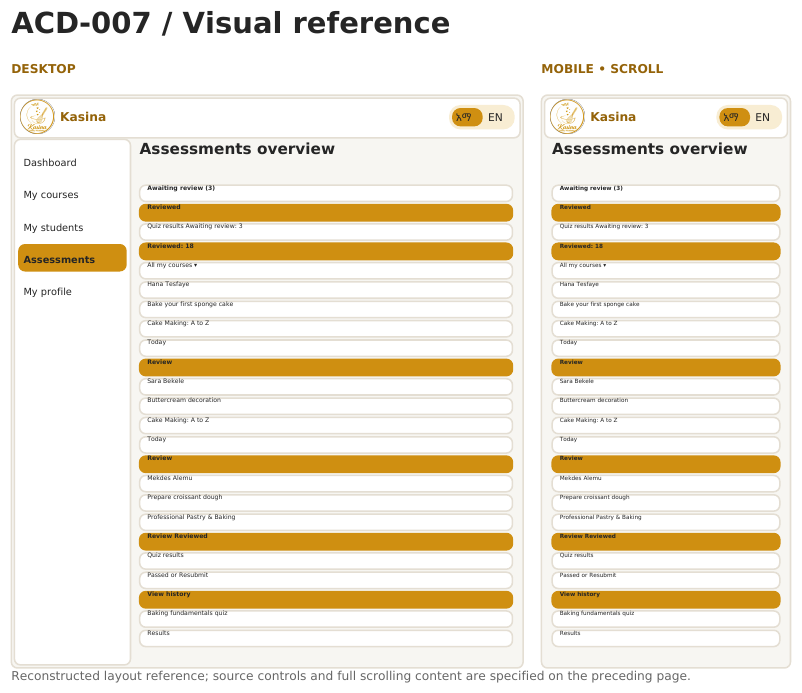 ACD-007 / Visual reference
DESKTOP
Kasina
Kasina
አማ EN
Dashboard
My courses
My students
Assessments
My profile
Assessments overview
Awaiting review (3)
Reviewed
Quiz results Awaiting review: 3
Reviewed: 18
All my courses ▾
Hana Tesfaye
Bake your first sponge cake
Cake Making: A to Z
Today
Review
Sara Bekele
Buttercream decoration
Cake Making: A to Z
Today
Review
Mekdes Alemu
Prepare croissant dough
Professional Pastry & Baking
Review Reviewed
Quiz results
Passed or Resubmit
View history
Baking fundamentals quiz
Results
MOBILE • SCROLL
Kasina
Kasina
አማ EN
Assessments overview
Awaiting review (3)
Reviewed
Quiz results Awaiting review: 3
Reviewed: 18
All my courses ▾
Hana Tesfaye
Bake your first sponge cake
Cake Making: A to Z
Today
Review
Sara Bekele
Buttercream decoration
Cake Making: A to Z
Today
Review
Mekdes Alemu
Prepare croissant dough
Professional Pastry & Baking
Review Reviewed
Quiz results
Passed or Resubmit
View history
Baking fundamentals quiz
Results
Reconstructed layout reference; source controls and full scrolling content are specified on the preceding page.